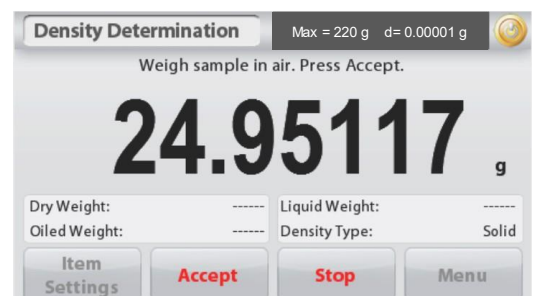 Density Determination Max = 220 g d= 0.00001 g
Weigh sample in air. Press Accept.
24.95117 g
Dry Weight: ------ Liquid Weight: ------
Oiled Weight: ------ Density Type: Solid
Item Settings Accept Stop Menu